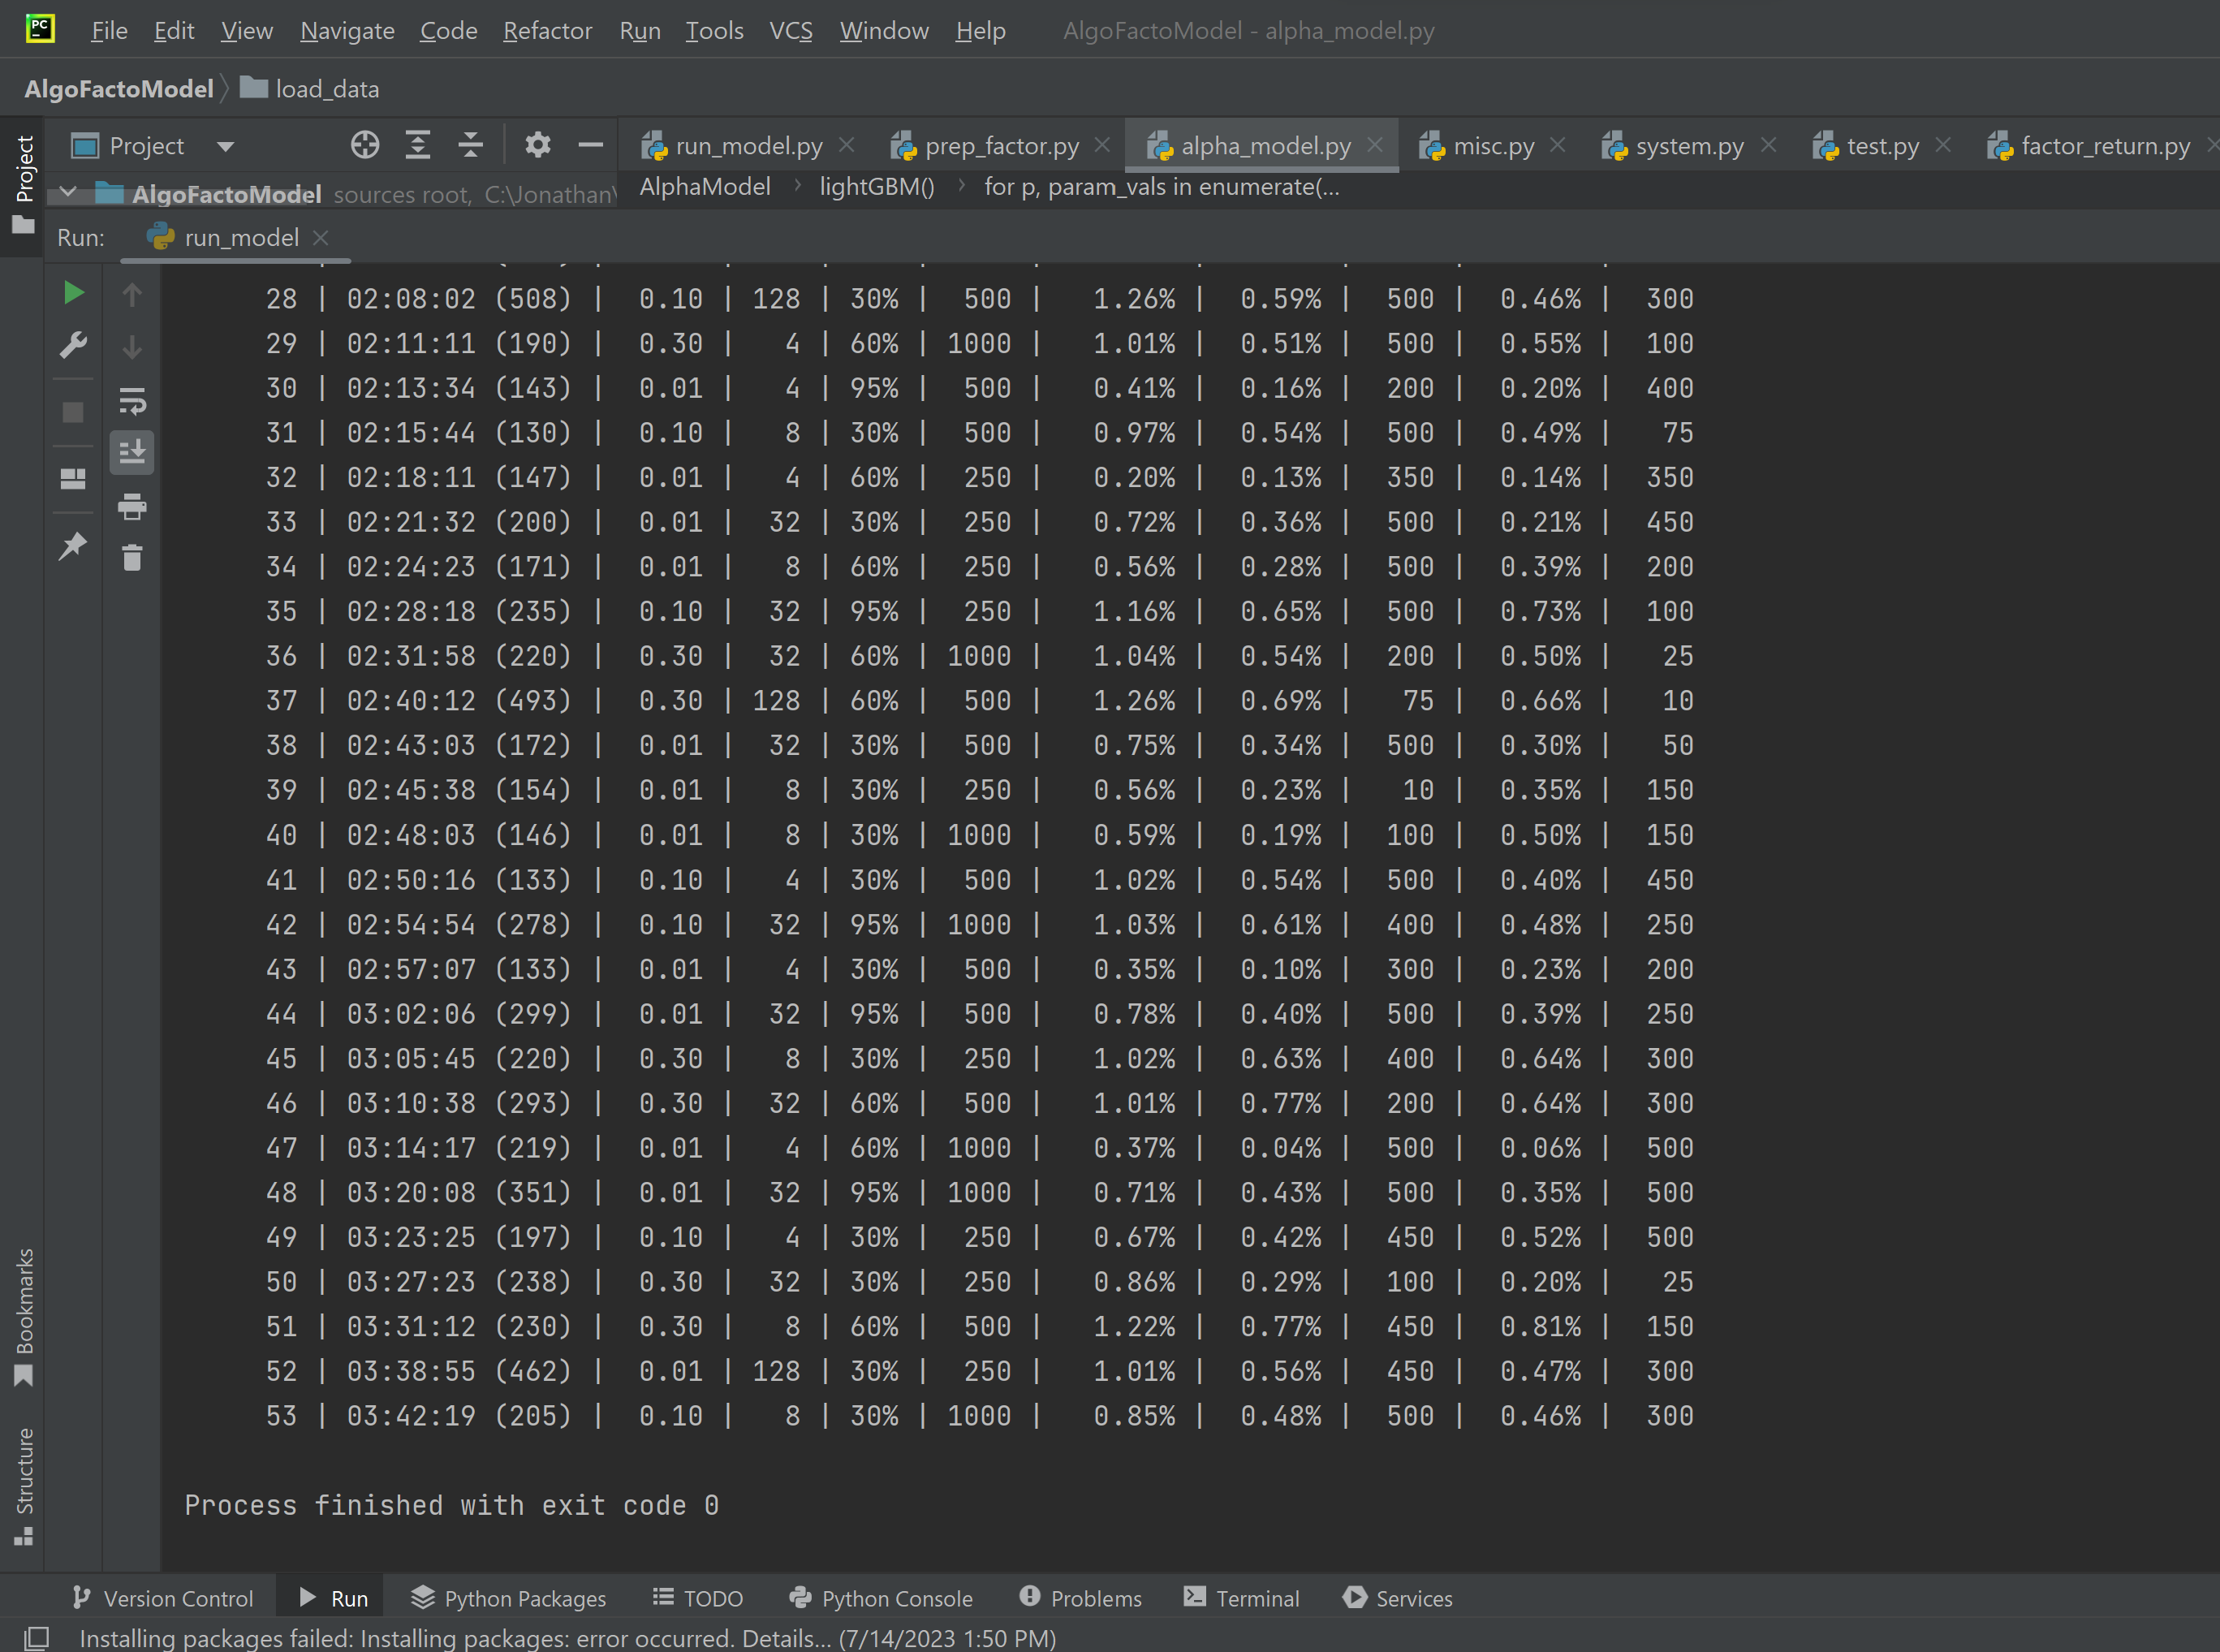 PC
File Edit View Navigate Code Refactor Run Tools VCS Window Help AlgoFactoModel - alpha_model.py
AlgoFactoModel load_data
Project
Project run_model.py prep_factor.py alpha_model.py misc.py system.py test.py factor_return.py
AlgoFactoModel sources root, C:\Jonathan\ AlphaModel lightGBM() for p, param_vals in enumerate(...
Run: run_model
28 | 02:08:02 (508) | 0.10 | 128 | 30% | 500 | 1.26% | 0.59% | 500 | 0.46% | 300
29 | 02:11:11 (190) | 0.30 | 4 | 60% | 1000 | 1.01% | 0.51% | 500 | 0.55% | 100
30 | 02:13:34 (143) | 0.01 | 4 | 95% | 500 | 0.41% | 0.16% | 200 | 0.20% | 400
31 | 02:15:44 (130) | 0.10 | 8 | 30% | 500 | 0.97% | 0.54% | 500 | 0.49% | 75
32 | 02:18:11 (147) | 0.01 | 4 | 60% | 250 | 0.20% | 0.13% | 350 | 0.14% | 350
33 | 02:21:32 (200) | 0.01 | 32 | 30% | 250 | 0.72% | 0.36% | 500 | 0.21% | 450
34 | 02:24:23 (171) | 0.01 | 8 | 60% | 250 | 0.56% | 0.28% | 500 | 0.39% | 200
35 | 02:28:18 (235) | 0.10 | 32 | 95% | 250 | 1.16% | 0.65% | 500 | 0.73% | 100
36 | 02:31:58 (220) | 0.30 | 32 | 60% | 1000 | 1.04% | 0.54% | 200 | 0.50% | 25
37 | 02:40:12 (493) | 0.30 | 128 | 60% | 500 | 1.26% | 0.69% | 75 | 0.66% | 10
38 | 02:43:03 (172) | 0.01 | 32 | 30% | 500 | 0.75% | 0.34% | 500 | 0.30% | 50
39 | 02:45:38 (154) | 0.01 | 8 | 30% | 250 | 0.56% | 0.23% | 10 | 0.35% | 150
40 | 02:48:03 (146) | 0.01 | 8 | 30% | 1000 | 0.59% | 0.19% | 100 | 0.50% | 150
41 | 02:50:16 (133) | 0.10 | 4 | 30% | 500 | 1.02% | 0.54% | 500 | 0.40% | 450
42 | 02:54:54 (278) | 0.10 | 32 | 95% | 1000 | 1.03% | 0.61% | 400 | 0.48% | 250
43 | 02:57:07 (133) | 0.01 | 4 | 30% | 500 | 0.35% | 0.10% | 300 | 0.23% | 200
44 | 03:02:06 (299) | 0.01 | 32 | 95% | 500 | 0.78% | 0.40% | 500 | 0.39% | 250
45 | 03:05:45 (220) | 0.30 | 8 | 30% | 250 | 1.02% | 0.63% | 400 | 0.64% | 300
46 | 03:10:38 (293) | 0.30 | 32 | 60% | 500 | 1.01% | 0.77% | 200 | 0.64% | 300
47 | 03:14:17 (219) | 0.01 | 4 | 60% | 1000 | 0.37% | 0.04% | 500 | 0.06% | 500
48 | 03:20:08 (351) | 0.01 | 32 | 95% | 1000 | 0.71% | 0.43% | 500 | 0.35% | 500
49 | 03:23:25 (197) | 0.10 | 4 | 30% | 250 | 0.67% | 0.42% | 450 | 0.52% | 500
50 | 03:27:23 (238) | 0.30 | 32 | 30% | 250 | 0.86% | 0.29% | 100 | 0.20% | 25
51 | 03:31:12 (230) | 0.30 | 8 | 60% | 500 | 1.22% | 0.77% | 450 | 0.81% | 150
52 | 03:38:55 (462) | 0.01 | 128 | 30% | 250 | 1.01% | 0.56% | 450 | 0.47% | 300
53 | 03:42:19 (205) | 0.10 | 8 | 30% | 1000 | 0.85% | 0.48% | 500 | 0.46% | 300
Process finished with exit code 0
Bookmarks
Structure
Version Control Run Python Packages TODO Python Console Problems Terminal Services
Installing packages failed: Installing packages: error occurred. Details... (7/14/2023 1:50 PM)